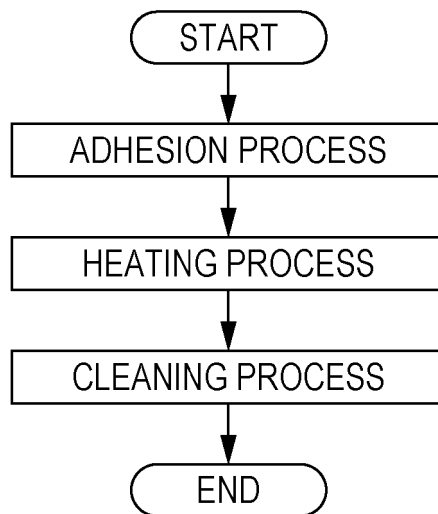 START
ADHESION PROCESS
HEATING PROCESS
CLEANING PROCESS
END